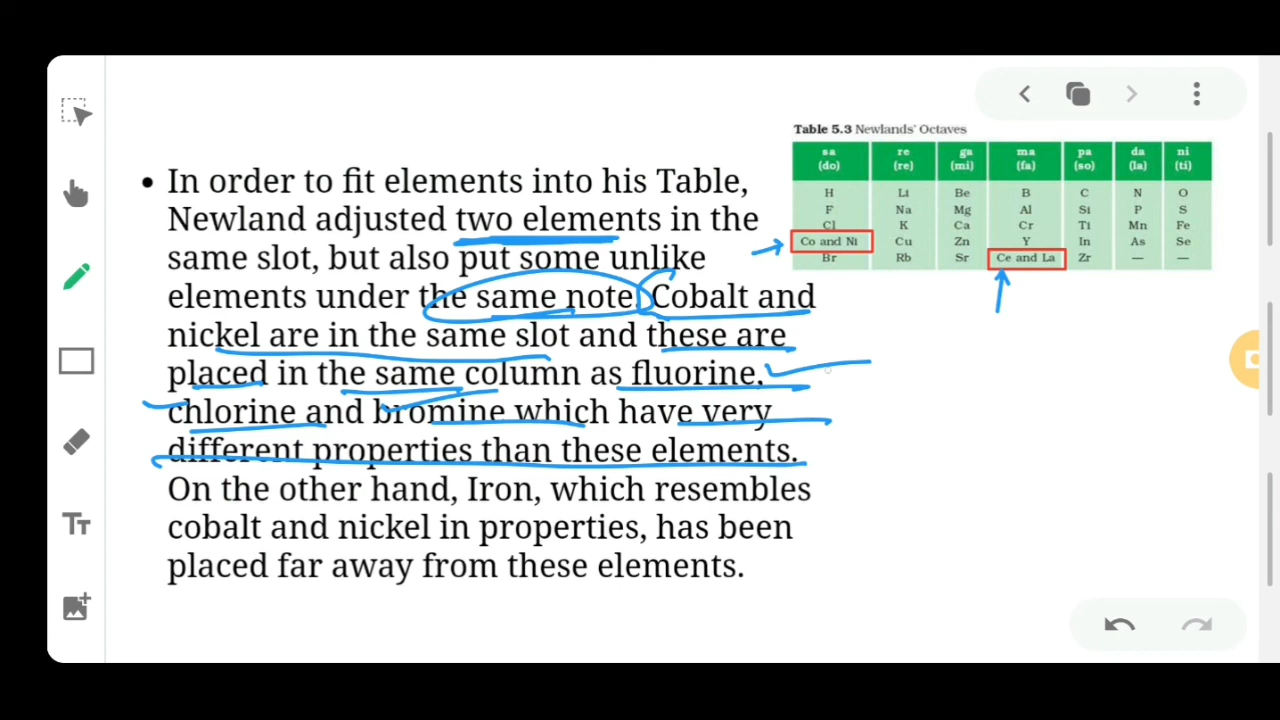 Table 5.3 Newlands' Octaves
sa re ga ma pa da ni
(do) (re) (mi) (fa) (so) (la) (ti)
H Li Be B C N O
F Na Mg Al Si P S
Cl K Ca Cr Ti Mn Fe
Co and Ni Cu Zn Y In As Se
Br Rb Sr Ce and La Zr — —
• In order to fit elements into his Table,
Newland adjusted two elements in the
same slot, but also put some unlike
elements under the same note. Cobalt and
nickel are in the same slot and these are
placed in the same column as fluorine,
chlorine and bromine which have very
different properties than these elements.
On the other hand, Iron, which resembles
cobalt and nickel in properties, has been
placed far away from these elements.
TT